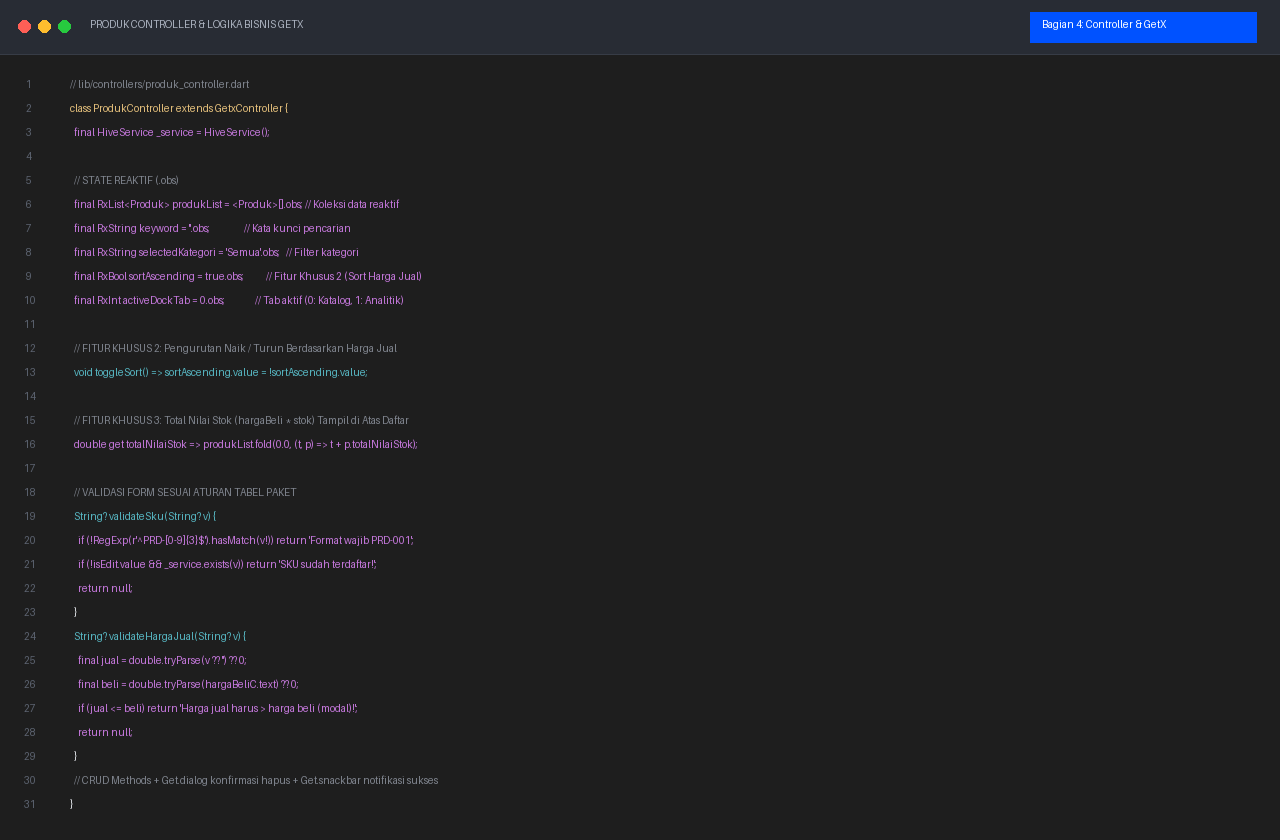 PRODUK CONTROLLER & LOGIKA BISNIS GETX
Bagian 4: Controller & GetX
1 // lib/controllers/produk_controller.dart
2 class ProdukController extends GetxController {
3 final HiveService _service = HiveService();
4
5 // STATE REAKTIF (.obs)
6 final RxList<Produk> produkList = <Produk>[].obs; // Koleksi data reaktif
7 final RxString keyword = ''.obs; // Kata kunci pencarian
8 final RxString selectedKategori = 'Semua'.obs; // Filter kategori
9 final RxBool sortAscending = true.obs; // Fitur Khusus 2 (Sort Harga Jual)
10 final RxInt activeDockTab = 0.obs; // Tab aktif (0: Katalog, 1: Analitik)
11
12 // FITUR KHUSUS 2: Pengurutan Naik / Turun Berdasarkan Harga Jual
13 void toggleSort() => sortAscending.value = !sortAscending.value;
14
15 // FITUR KHUSUS 3: Total Nilai Stok (hargaBeli * stok) Tampil di Atas Daftar
16 double get totalNilaiStok => produkList.fold(0.0, (t, p) => t + p.totalNilaiStok);
17
18 // VALIDASI FORM SESUAI ATURAN TABEL PAKET
19 String? validateSku(String? v) {
20 if (!RegExp(r'^PRD-[0-9]{3}$').hasMatch(v!)) return 'Format wajib PRD-001';
21 if (!isEdit.value && _service.exists(v)) return 'SKU sudah terdaftar!';
22 return null;
23 }
24 String? validateHargaJual(String? v) {
25 final jual = double.tryParse(v ?? '') ?? 0;
26 final beli = double.tryParse(hargaBeliC.text) ?? 0;
27 if (jual <= beli) return 'Harga jual harus > harga beli (modal)!';
28 return null;
29 }
30 // CRUD Methods + Get.dialog konfirmasi hapus + Get.snackbar notifikasi sukses
31 }